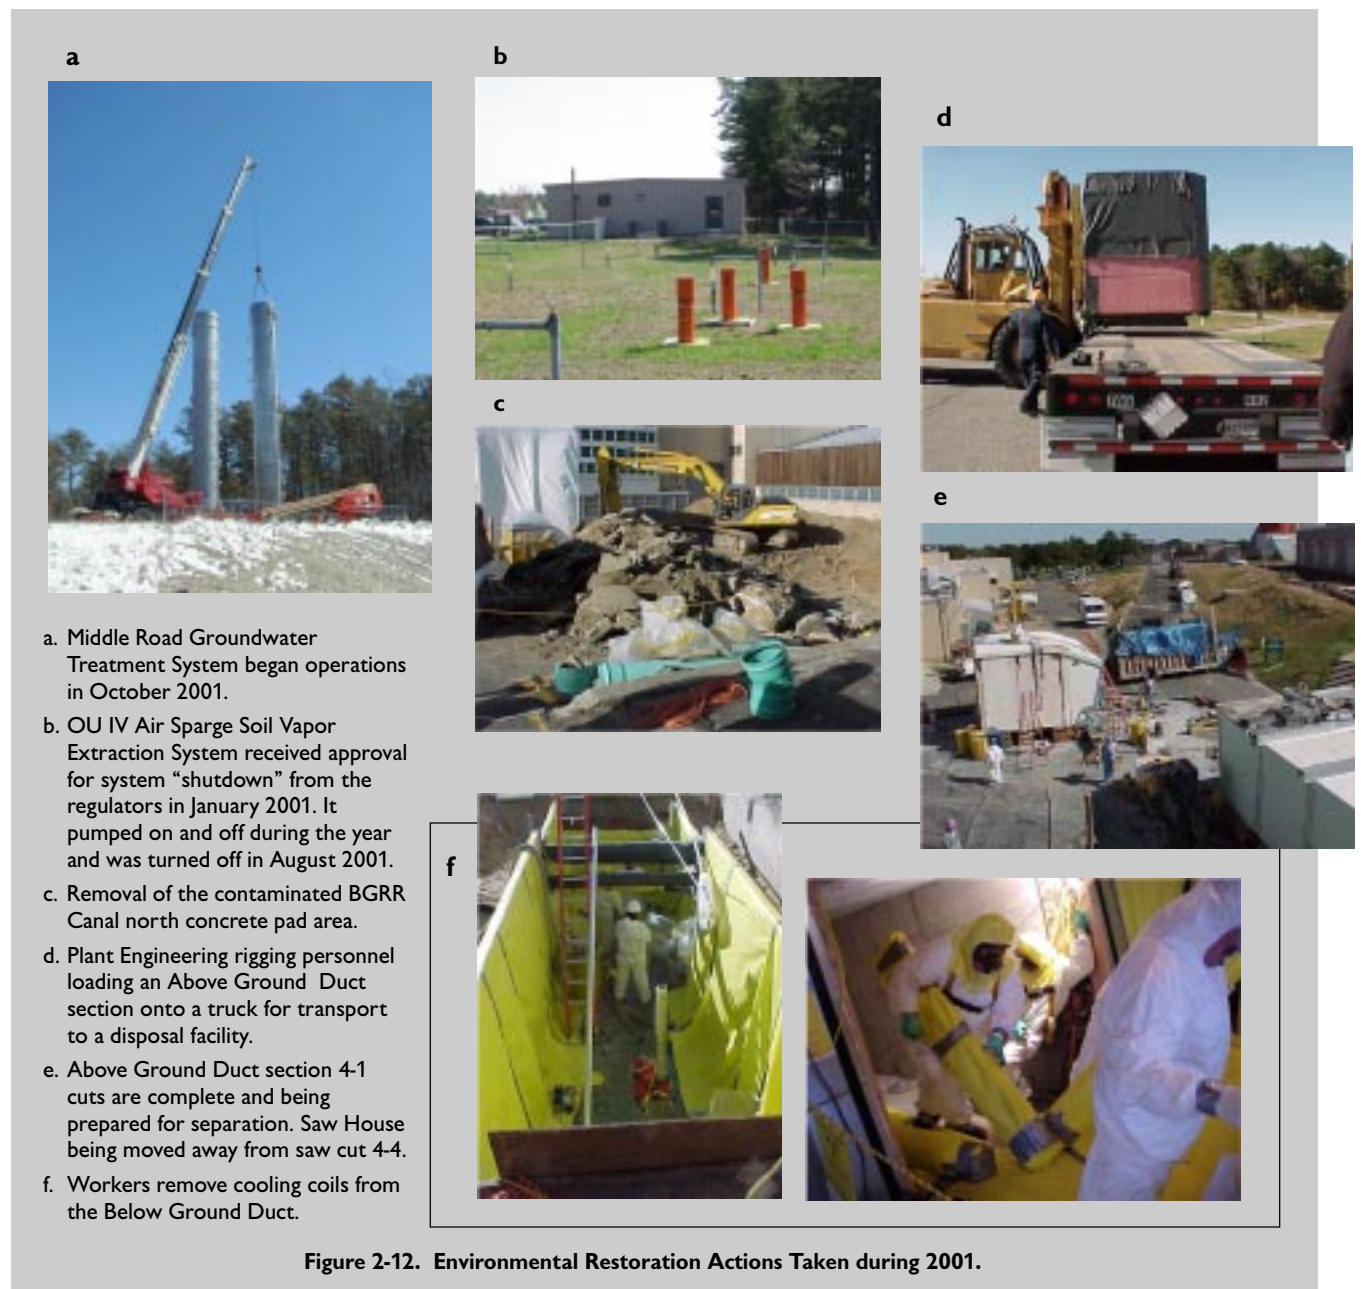 a
b
d
c
e
a. Middle Road Groundwater
Treatment System began operations
in October 2001.
b. OU IV Air Sparge Soil Vapor
Extraction System received approval
for system “shutdown” from the
regulators in January 2001. It
pumped on and off during the year
and was turned off in August 2001.
c. Removal of the contaminated BGRR
Canal north concrete pad area.
d. Plant Engineering rigging personnel
loading an Above Ground Duct
section onto a truck for transport
to a disposal facility.
e. Above Ground Duct section 4-1
cuts are complete and being
prepared for separation. Saw House
being moved away from saw cut 4-4.
f. Workers remove cooling coils from
the Below Ground Duct.
f
Figure 2-12. Environmental Restoration Actions Taken during 2001.